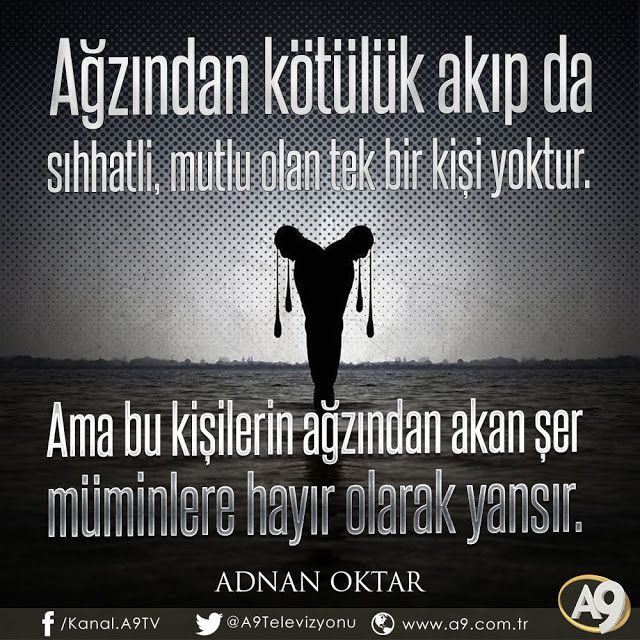 Ağzından kötülük akıp da
sıhhatli, mutlu olan tek bir kişi yoktur.
Ama bu kişilerin ağzından akan şer
müminlere hayır olarak yansır.
ADNAN OKTAR
A9
f /Kanal.A9TV @A9Televizyonu www.a9.com.tr